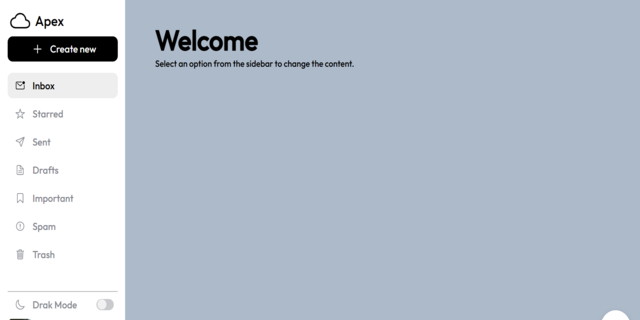 Apex
Create new
Inbox
Starred
Sent
Drafts
Important
Spam
Trash
Drak Mode
Welcome
Select an option from the sidebar to change the content.